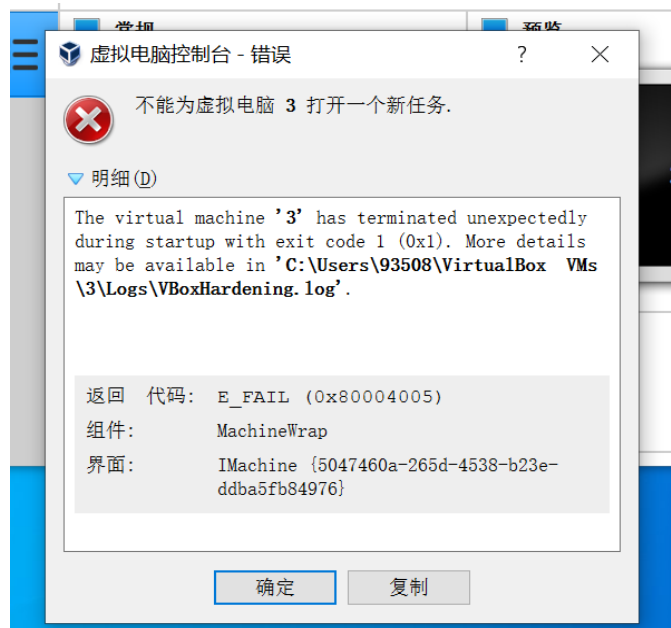 常规
预览
虚拟电脑控制台 - 错误
不能为虚拟电脑 3 打开一个新任务.
明细(D)
The virtual machine '3' has terminated unexpectedly
during startup with exit code 1 (0x1). More details
may be available in 'C:\Users\93508\VirtualBox VMs
\3\Logs\VBoxHardening.log'.
返回 代码: E_FAIL (0x80004005)
组件: MachineWrap
界面: IMachine {5047460a-265d-4538-b23e-
ddba5fb84976}
确定
复制